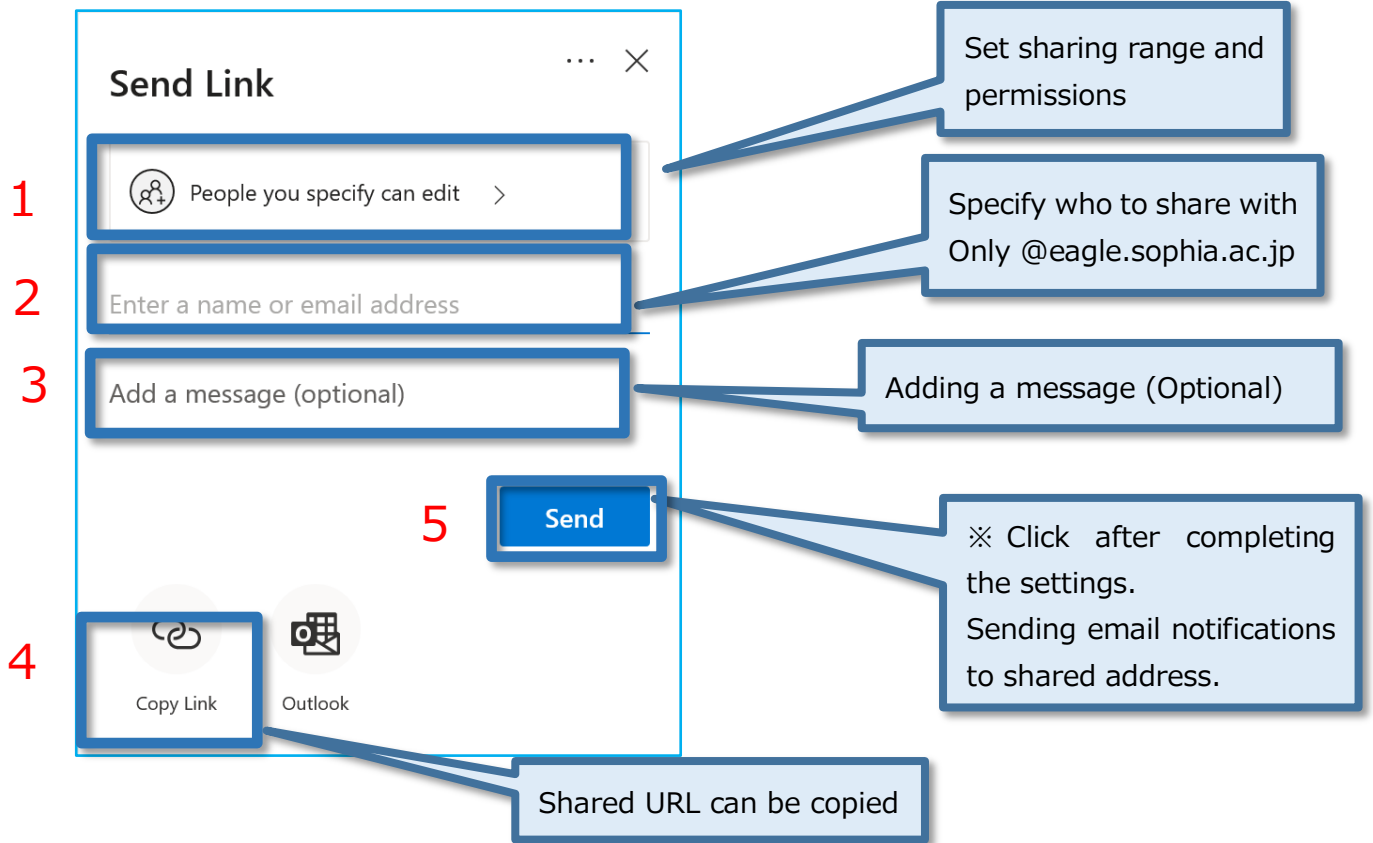 Send Link
...
Set sharing range and
permissions
1
People you specify can edit >
Specify who to share with
Only @eagle.sophia.ac.jp
2
Enter a name or email address
3
Add a message (optional)
Adding a message (Optional)
5
Send
※ Click after completing
the settings.
Sending email notifications
to shared address.
4
Copy Link
Outlook
Shared URL can be copied